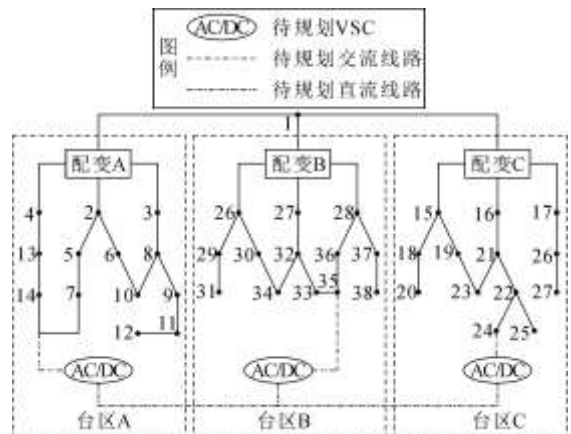 图例
AC/DC 待规划VSC
待规划交流线路
待规划直流线路
1
配变A 配变B 配变C
4 2 3 26 27 28 15 16 17
13 5 6 8 29 30 32 36 37 18 19 21 26
14 7 10 9 31 34 33 35 38 20 23 22 27
12 11 24 25
AC/DC AC/DC AC/DC
台区A 台区B 台区C